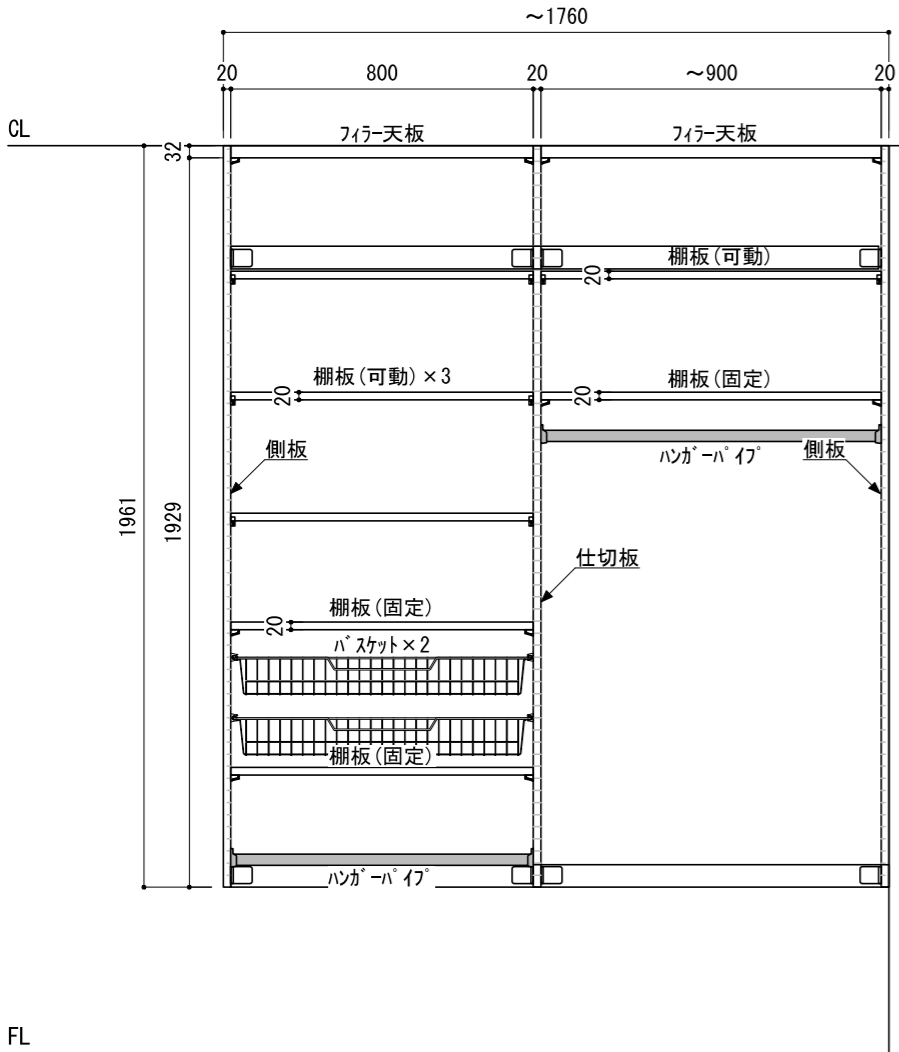 ～1760
20
800
20
～900
20
CL
フィラー天板
フィラー天板
32
棚板(可動)
20
棚板(可動)×3
20
棚板(固定)
20
ﾊﾝｶﾞｰﾊﾟｲﾌﾟ
側板
側板
1961
1929
仕切板
棚板(固定)
20
ﾊﾞｽｹｯﾄ×2
棚板(固定)
ﾊﾝｶﾞｰﾊﾟｲﾌﾟ
FL